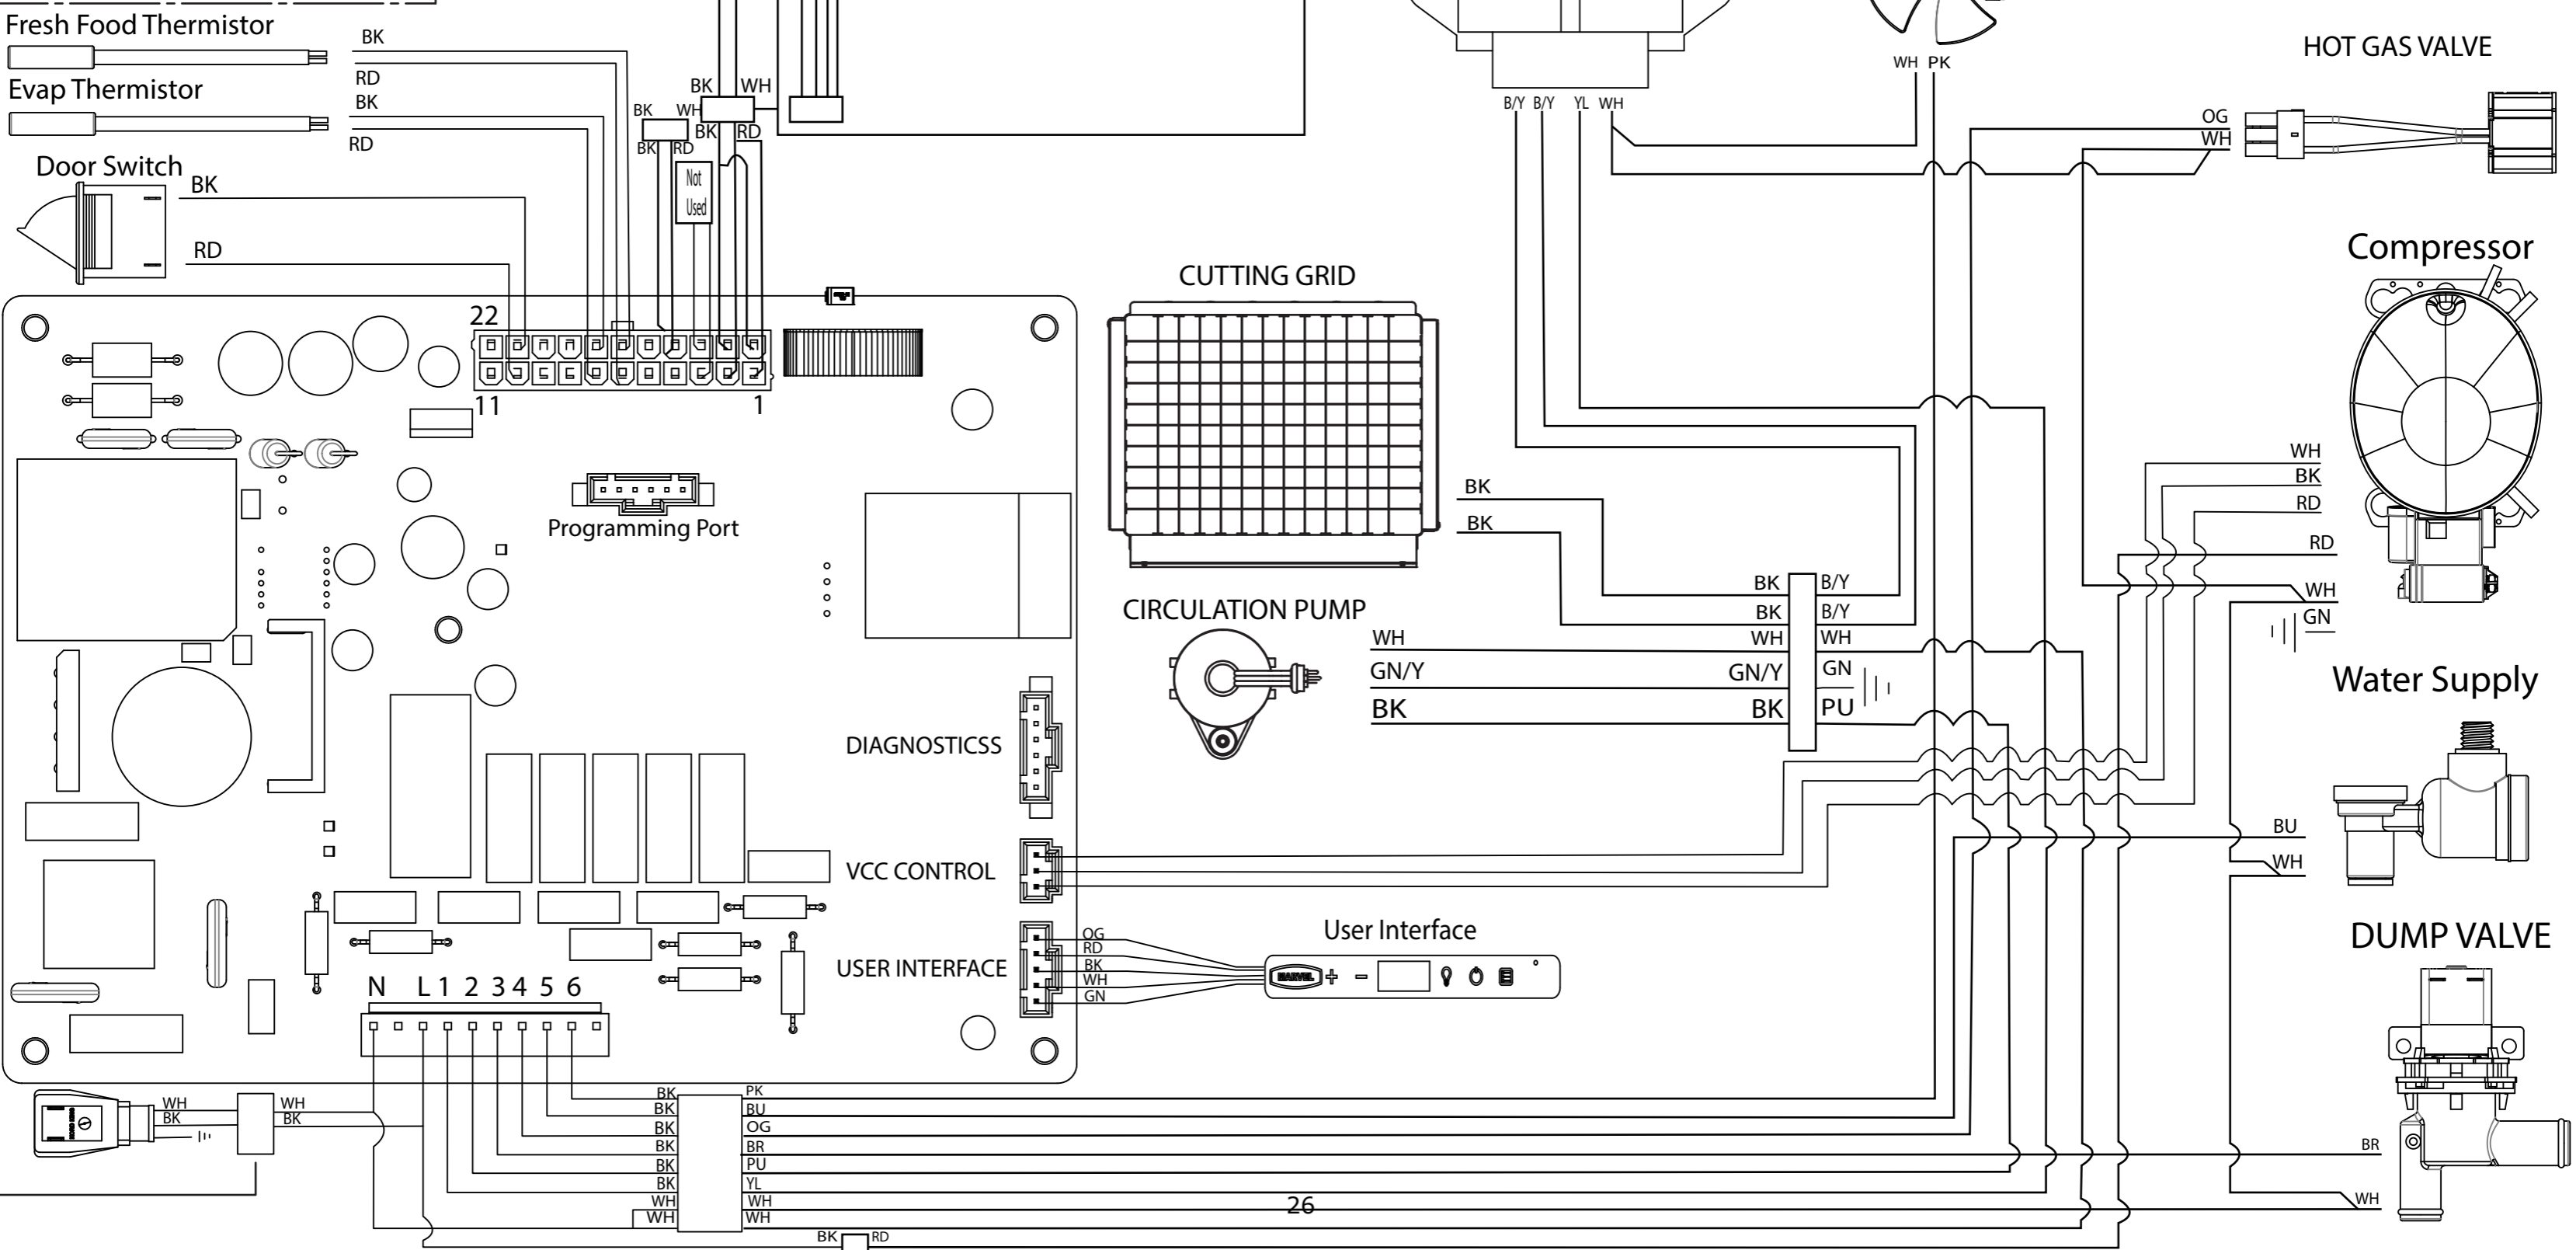 Fresh Food Thermistor
BK
RD
Evap Thermistor
BK
RD
Door Switch
BK
RD
BK WH
BK WH
BK RD
BK RD
Not
Used
22
11
1
Programming Port
DIAGNOSTICSS
VCC CONTROL
USER INTERFACE
OG
RD
BK
WH
GN
User Interface
MARVEL + -
N L 1 2 3 4 5 6
WH
BK
WH
BK
BK PK
BK BU
BK OG
BK BR
BK PU
BK YL
WH WH
WH WH
BK RD
26
CUTTING GRID
BK
BK
CIRCULATION PUMP
WH
GN/Y
BK
BK B/Y
BK B/Y
WH WH
GN/Y GN
BK PU
B/Y B/Y YL WH
WH PK
HOT GAS VALVE
OG
WH
Compressor
WH
BK
RD
RD
WH
GN
Water Supply
BU
WH
DUMP VALVE
BR
WH